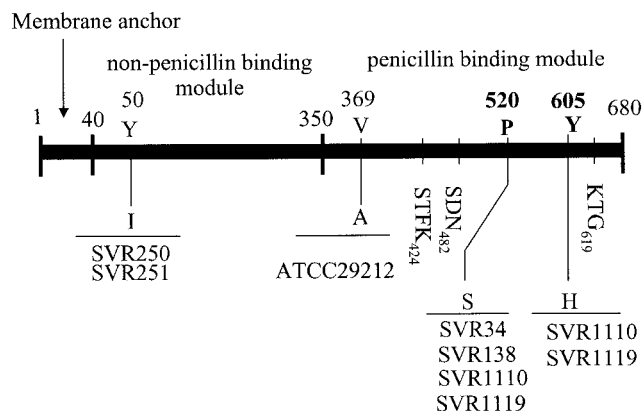 Membrane anchor
non-penicillin binding
module
penicillin binding module
1
40
50
350
369
520
605
680
Y
V
P
Y
STFK424
SDN482
KTG619
I
SVR250
SVR251
A
ATCC29212
S
SVR34
SVR138
SVR1110
SVR1119
H
SVR1110
SVR1119